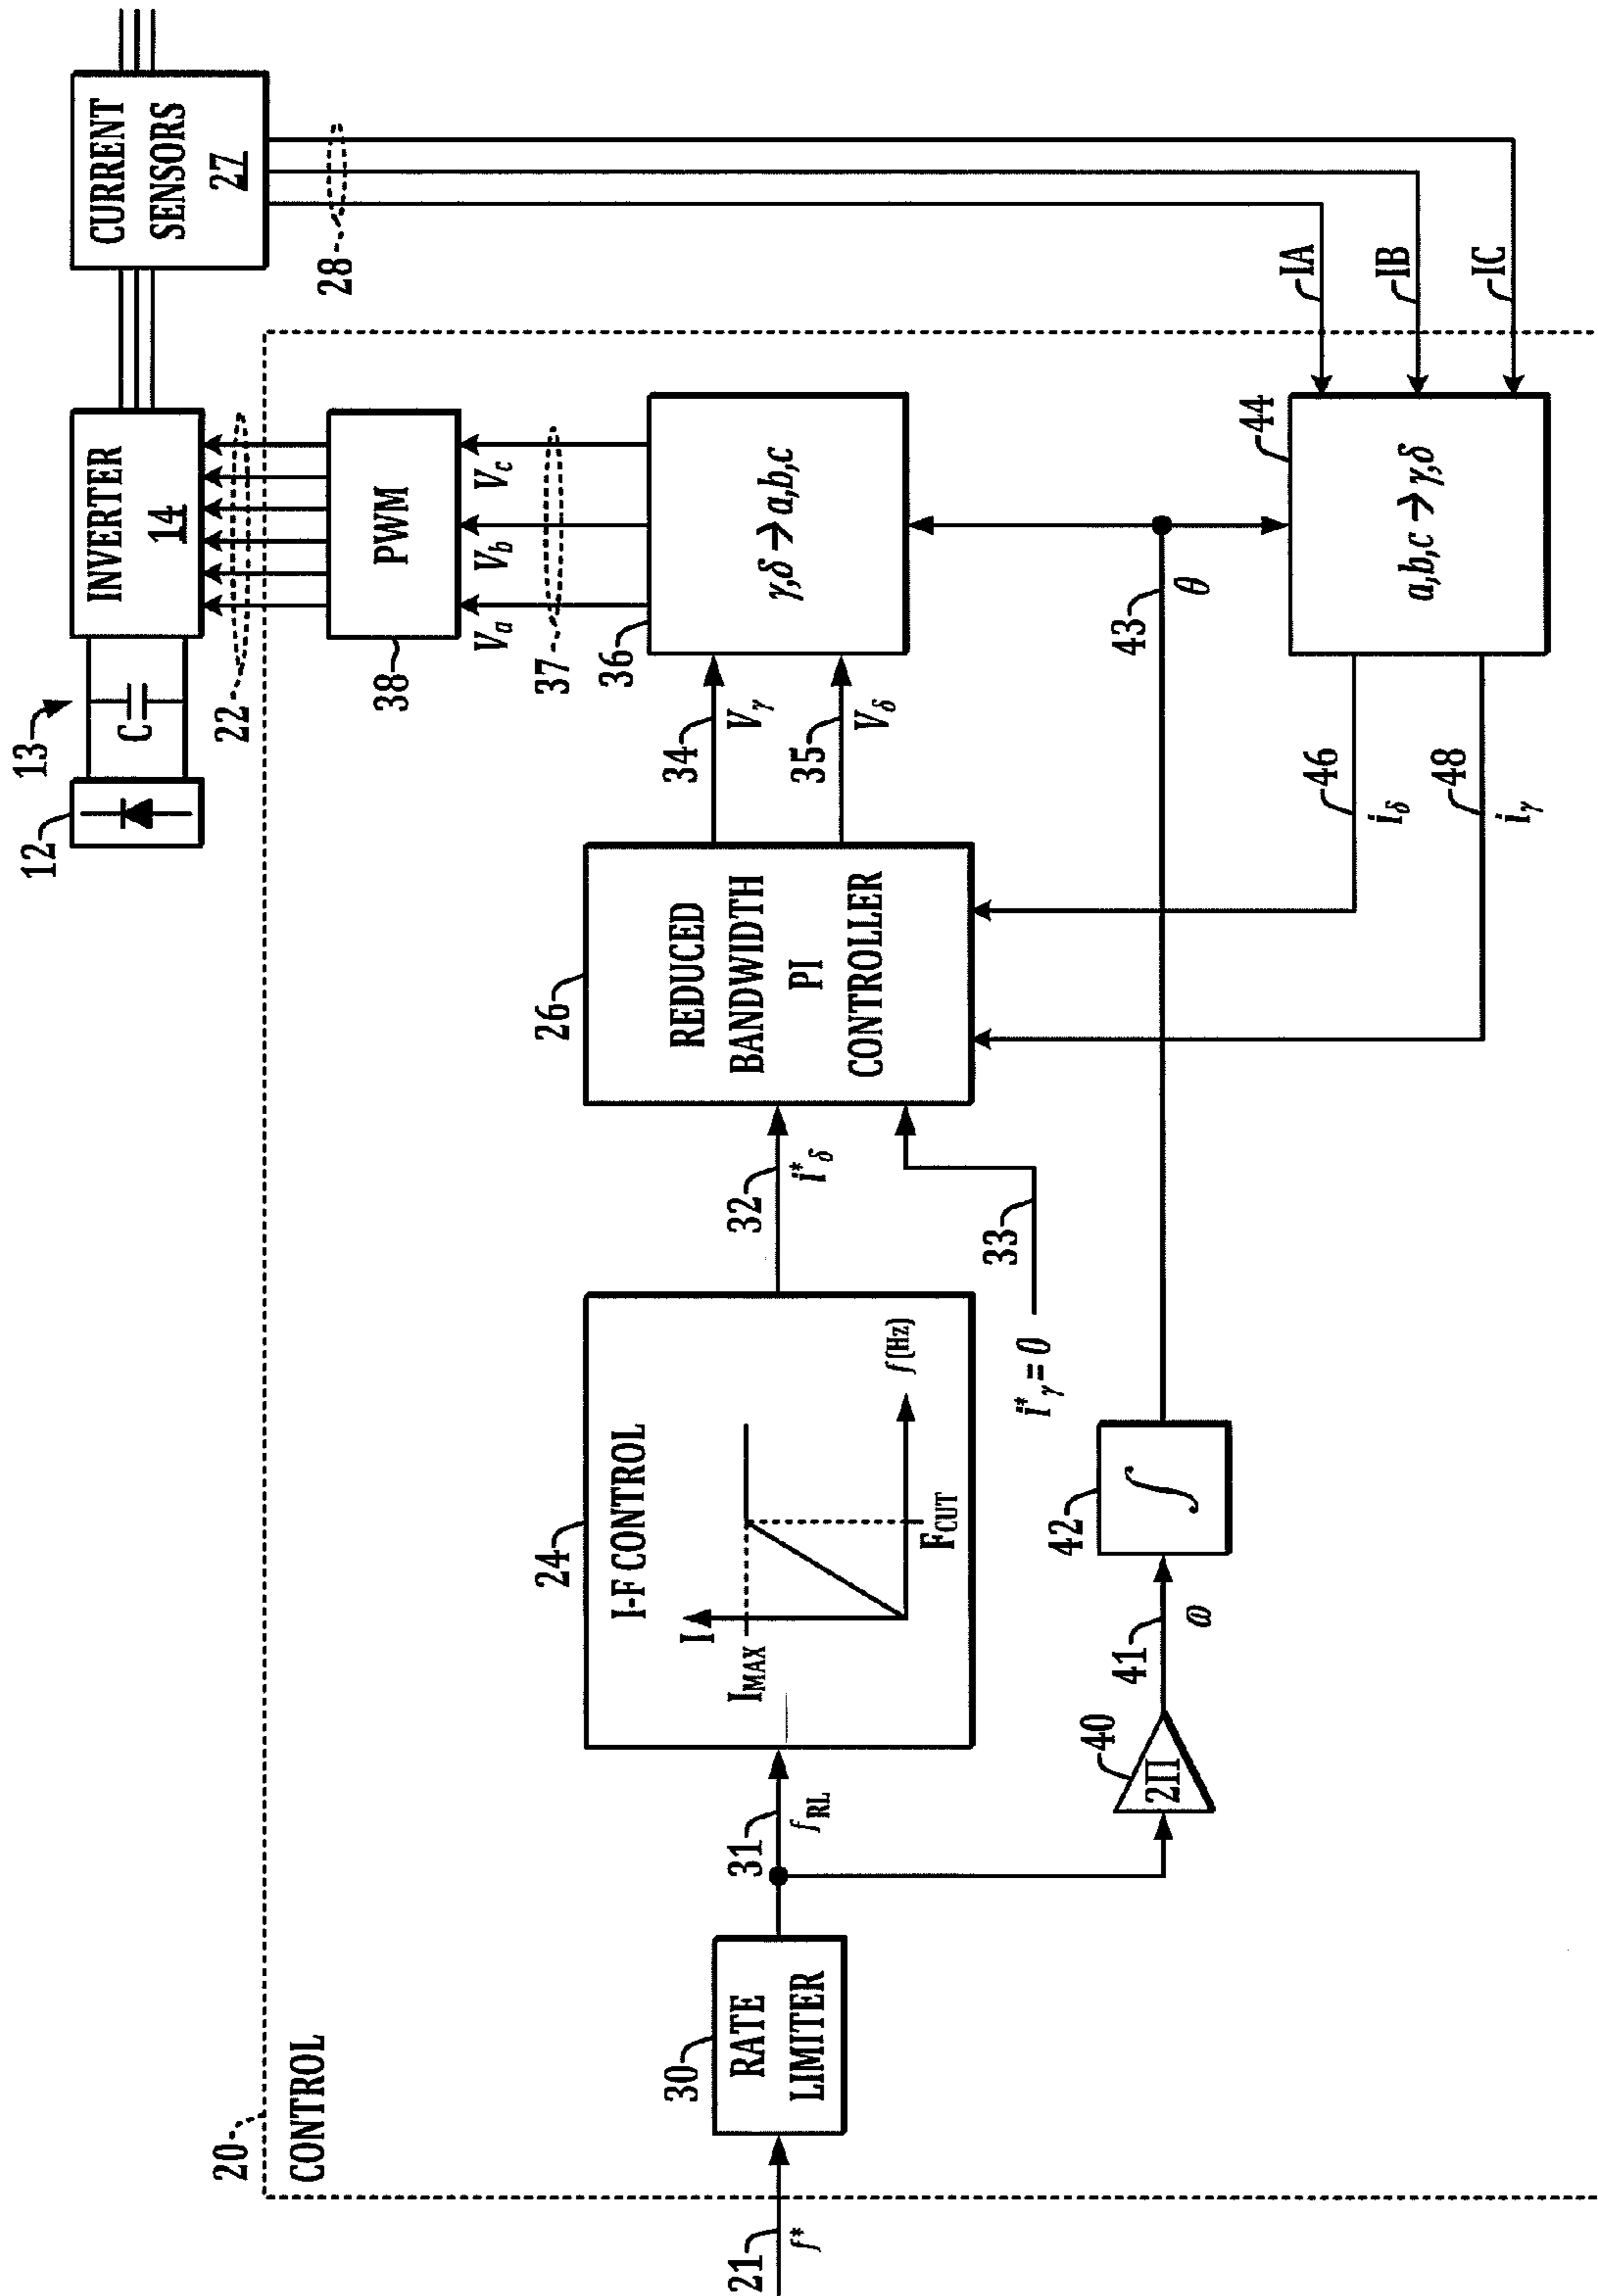 12
13
C
INVERTER
14
CURRENT
SENSORS
27
22
28
20
CONTROL
PWM
38
Va
Vb
Vc
37
36
γ,δ→a,b,c
21
f*
30
RATE
LIMITER
31
fRL
24
I-F CONTROL
I
IMAX
FCUT
f(Hz)
32
i*δ
33
i*γ=0
26
REDUCED
BANDWIDTH
PI
CONTROLLER
34
Vγ
35
Vδ
40
2Π
41
ω
42
∫
43
θ
44
a,b,c→γ,δ
46
iδ
48
iγ
IA
IB
IC